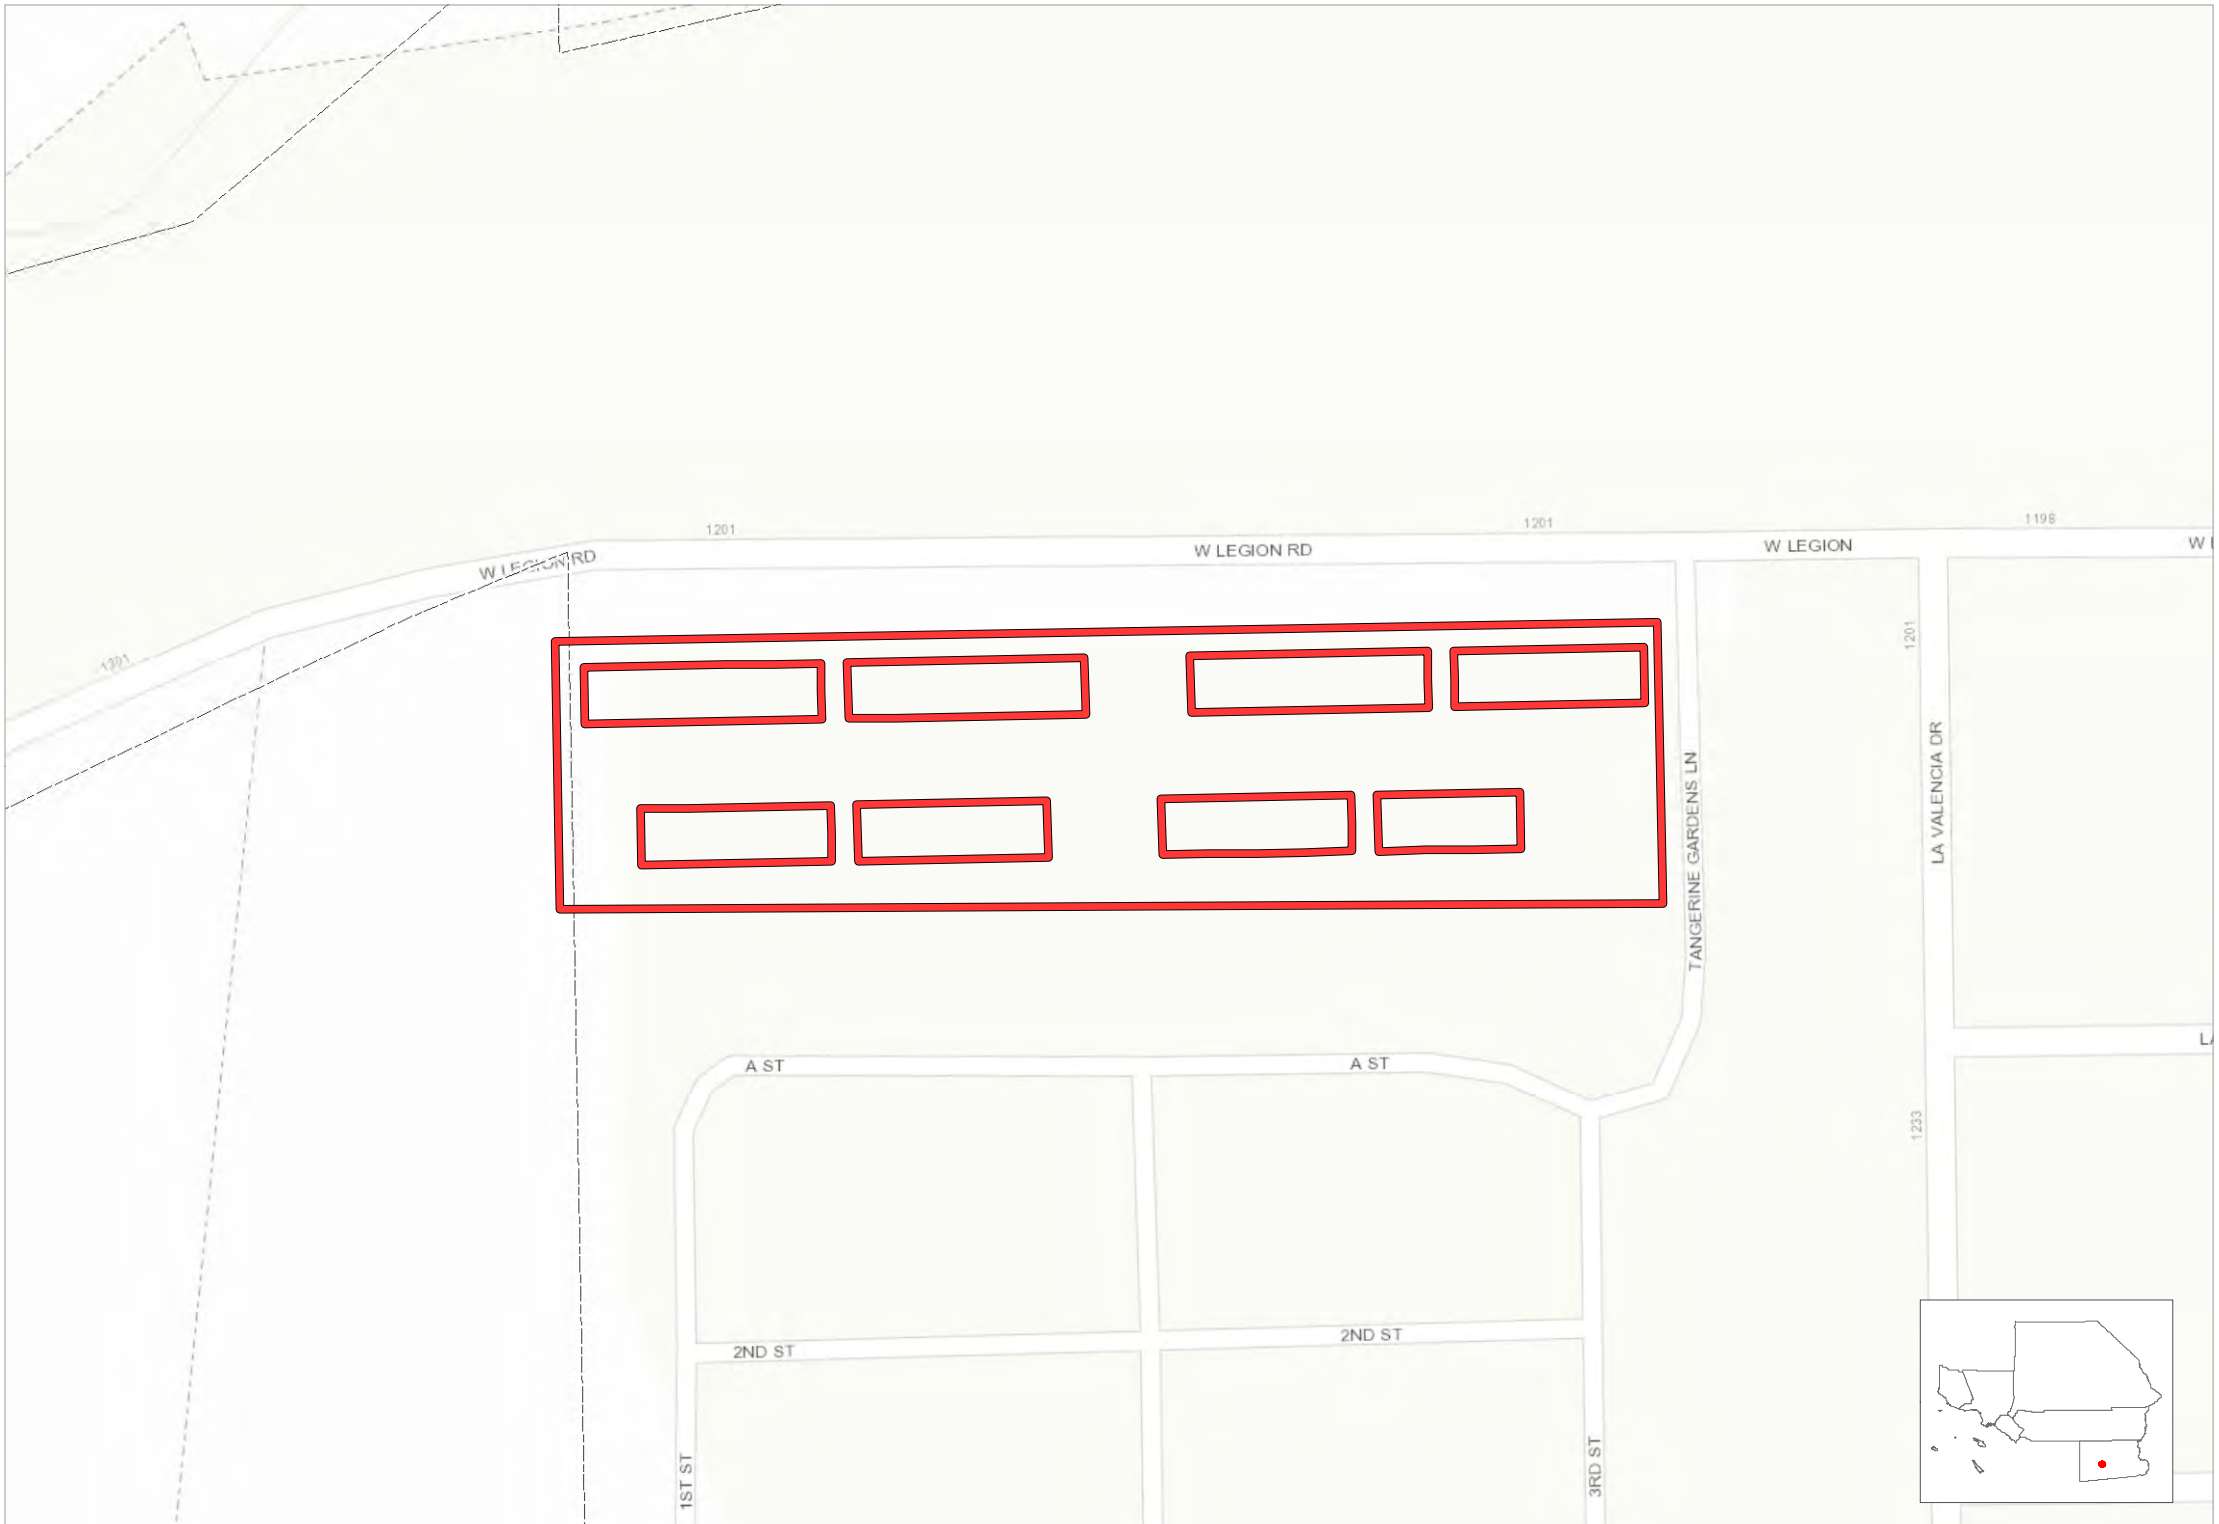 1201
1201
1198
W LEGION RD
W LEGION RD
W LEGION
W
1201
1201
LA VALENCIA DR
TANGERINE GARDENS LN
LA
A ST
A ST
1233
2ND ST
2ND ST
1ST ST
3RD ST